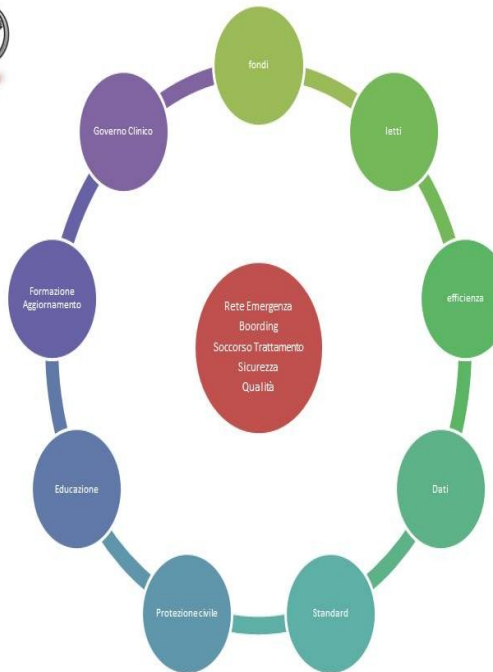 fondi
letti
efficienza
Dati
Standard
Protezione civile
Educazione
Formazione
Aggiornamento
Governo Clinico
Rete Emergenza
Boording
Soccorso Trattamento
Sicurezza
Qualità